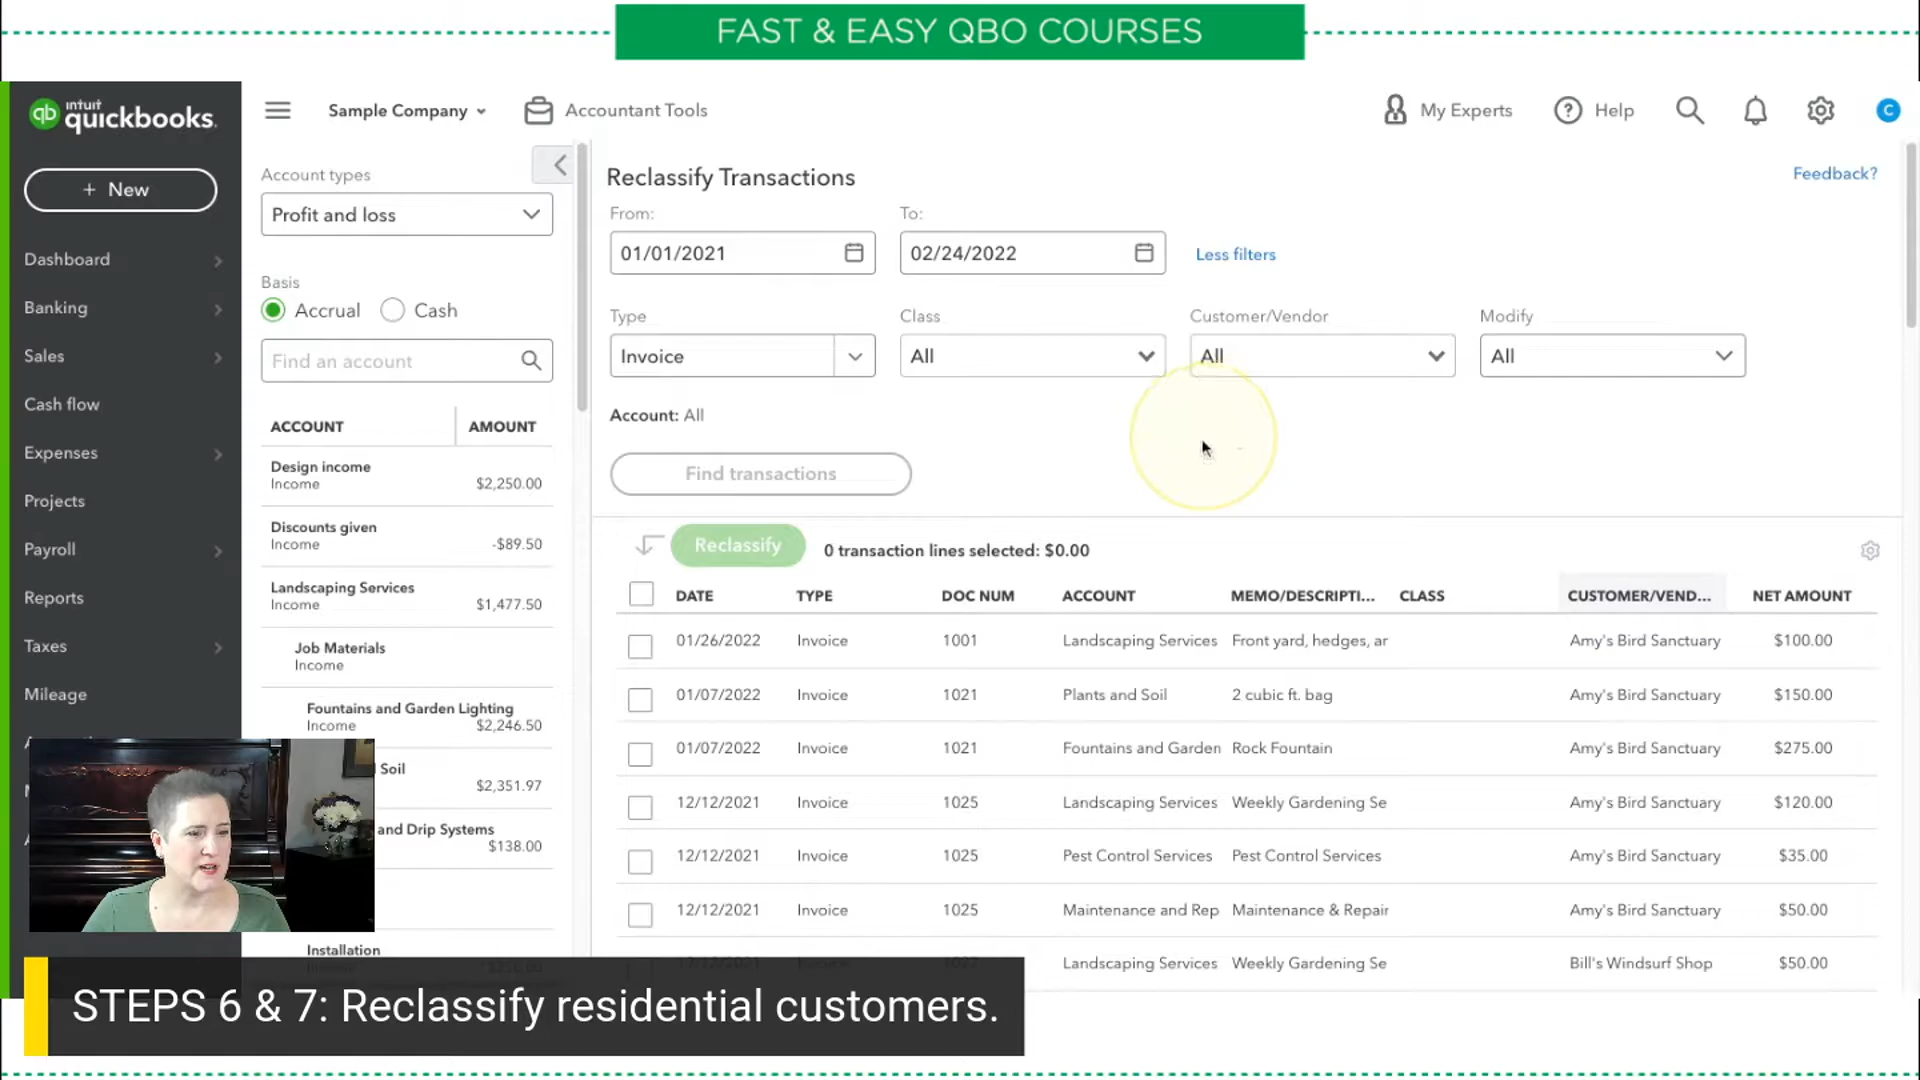 FAST & EASY QBO COURSES
intuit
quickbooks.
Sample Company
Accountant Tools
My Experts
Help
C
+ New
Dashboard
Banking
Sales
Cash flow
Expenses
Projects
Payroll
Reports
Taxes
Mileage
Account types
Profit and loss
Basis
Accrual
Cash
Find an account
ACCOUNT AMOUNT
Design income
Income $2,250.00
Discounts given
Income -$89.50
Landscaping Services
Income $1,477.50
Job Materials
Income
Fountains and Garden Lighting
Income $2,246.50
Soil
$2,351.97
and Drip Systems
$138.00
Installation
Reclassify Transactions
Feedback?
From: To:
01/01/2021 02/24/2022 Less filters
Type Class Customer/Vendor Modify
Invoice All All All
Account: All
Find transactions
Reclassify 0 transaction lines selected: $0.00
DATE TYPE DOC NUM ACCOUNT MEMO/DESCRIPTI... CLASS CUSTOMER/VEND... NET AMOUNT
01/26/2022 Invoice 1001 Landscaping Services Front yard, hedges, ar Amy's Bird Sanctuary $100.00
01/07/2022 Invoice 1021 Plants and Soil 2 cubic ft. bag Amy's Bird Sanctuary $150.00
01/07/2022 Invoice 1021 Fountains and Garden Rock Fountain Amy's Bird Sanctuary $275.00
12/12/2021 Invoice 1025 Landscaping Services Weekly Gardening Se Amy's Bird Sanctuary $120.00
12/12/2021 Invoice 1025 Pest Control Services Pest Control Services Amy's Bird Sanctuary $35.00
12/12/2021 Invoice 1025 Maintenance and Rep Maintenance & Repair Amy's Bird Sanctuary $50.00
Landscaping Services Weekly Gardening Se Bill's Windsurf Shop $50.00
STEPS 6 & 7: Reclassify residential customers.